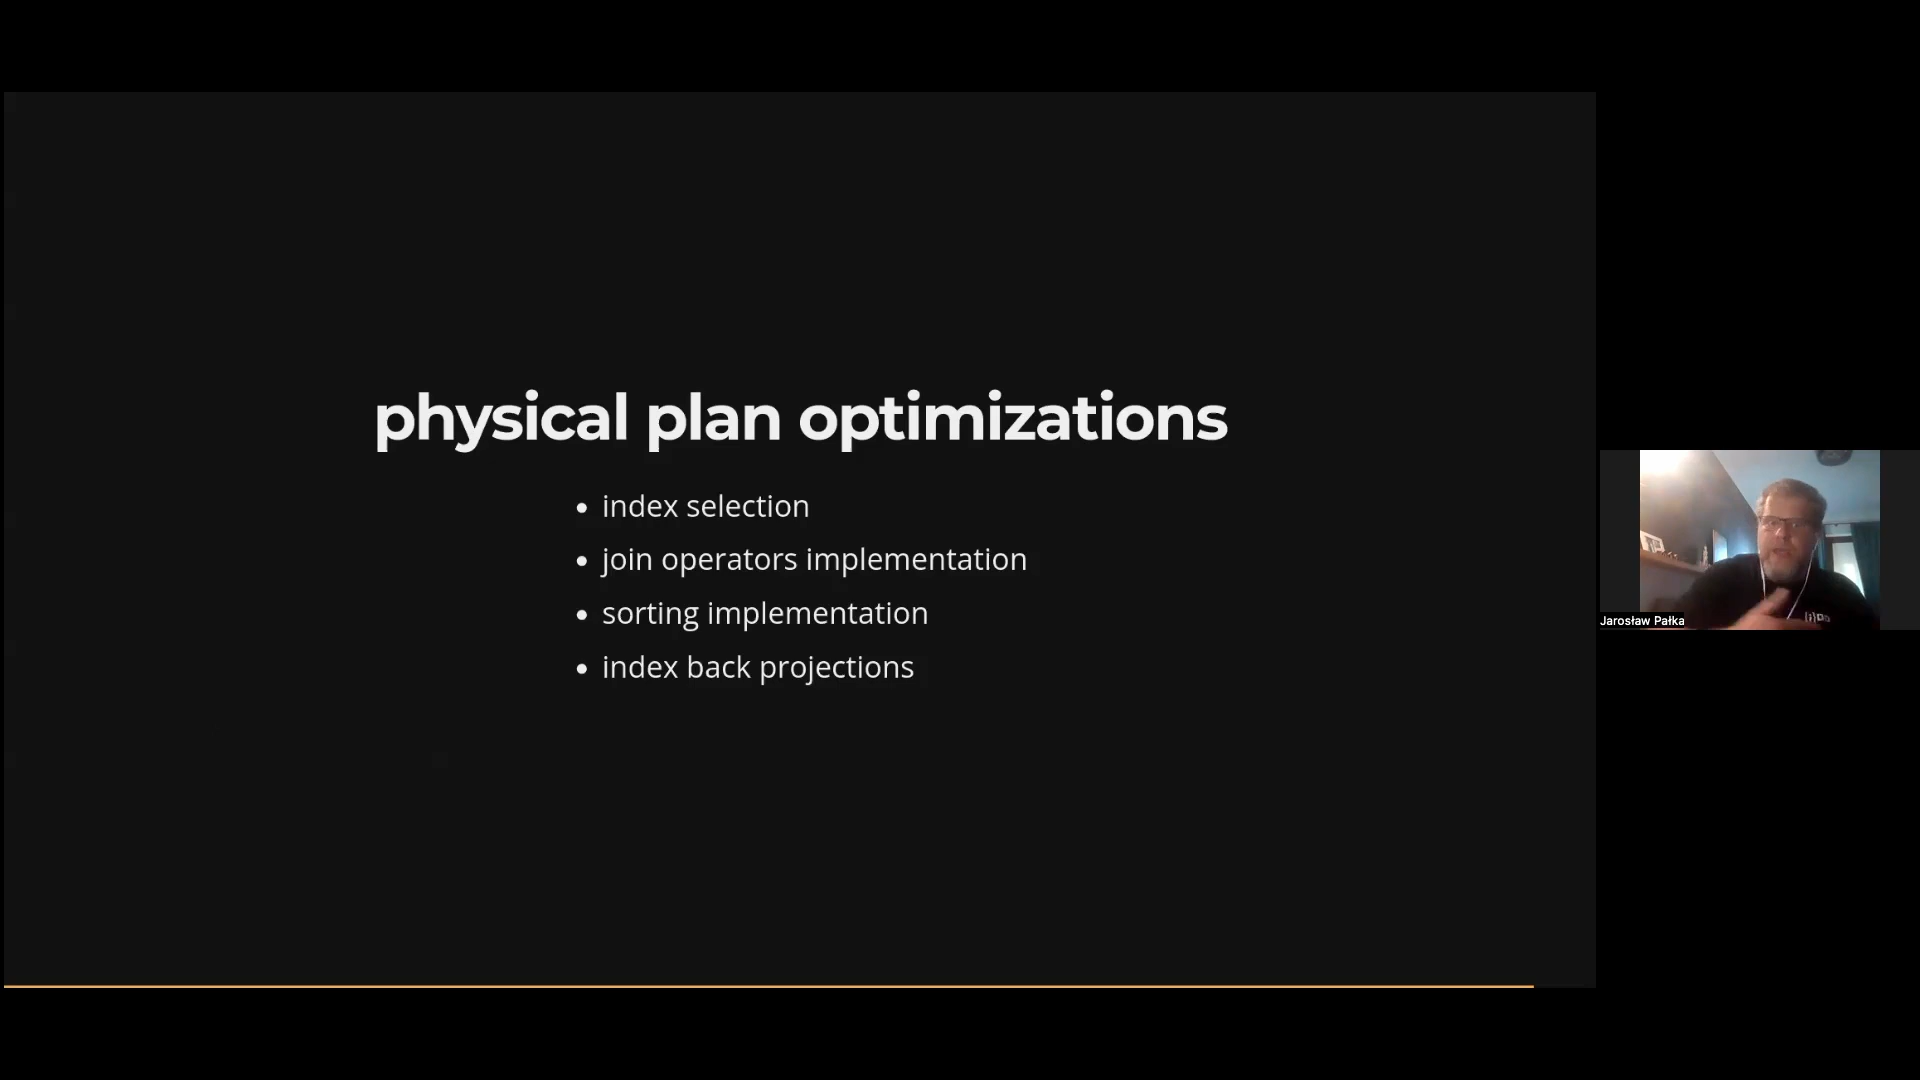 physical plan optimizations
index selection
join operators implementation
sorting implementation
index back projections
Jarosław Pałka